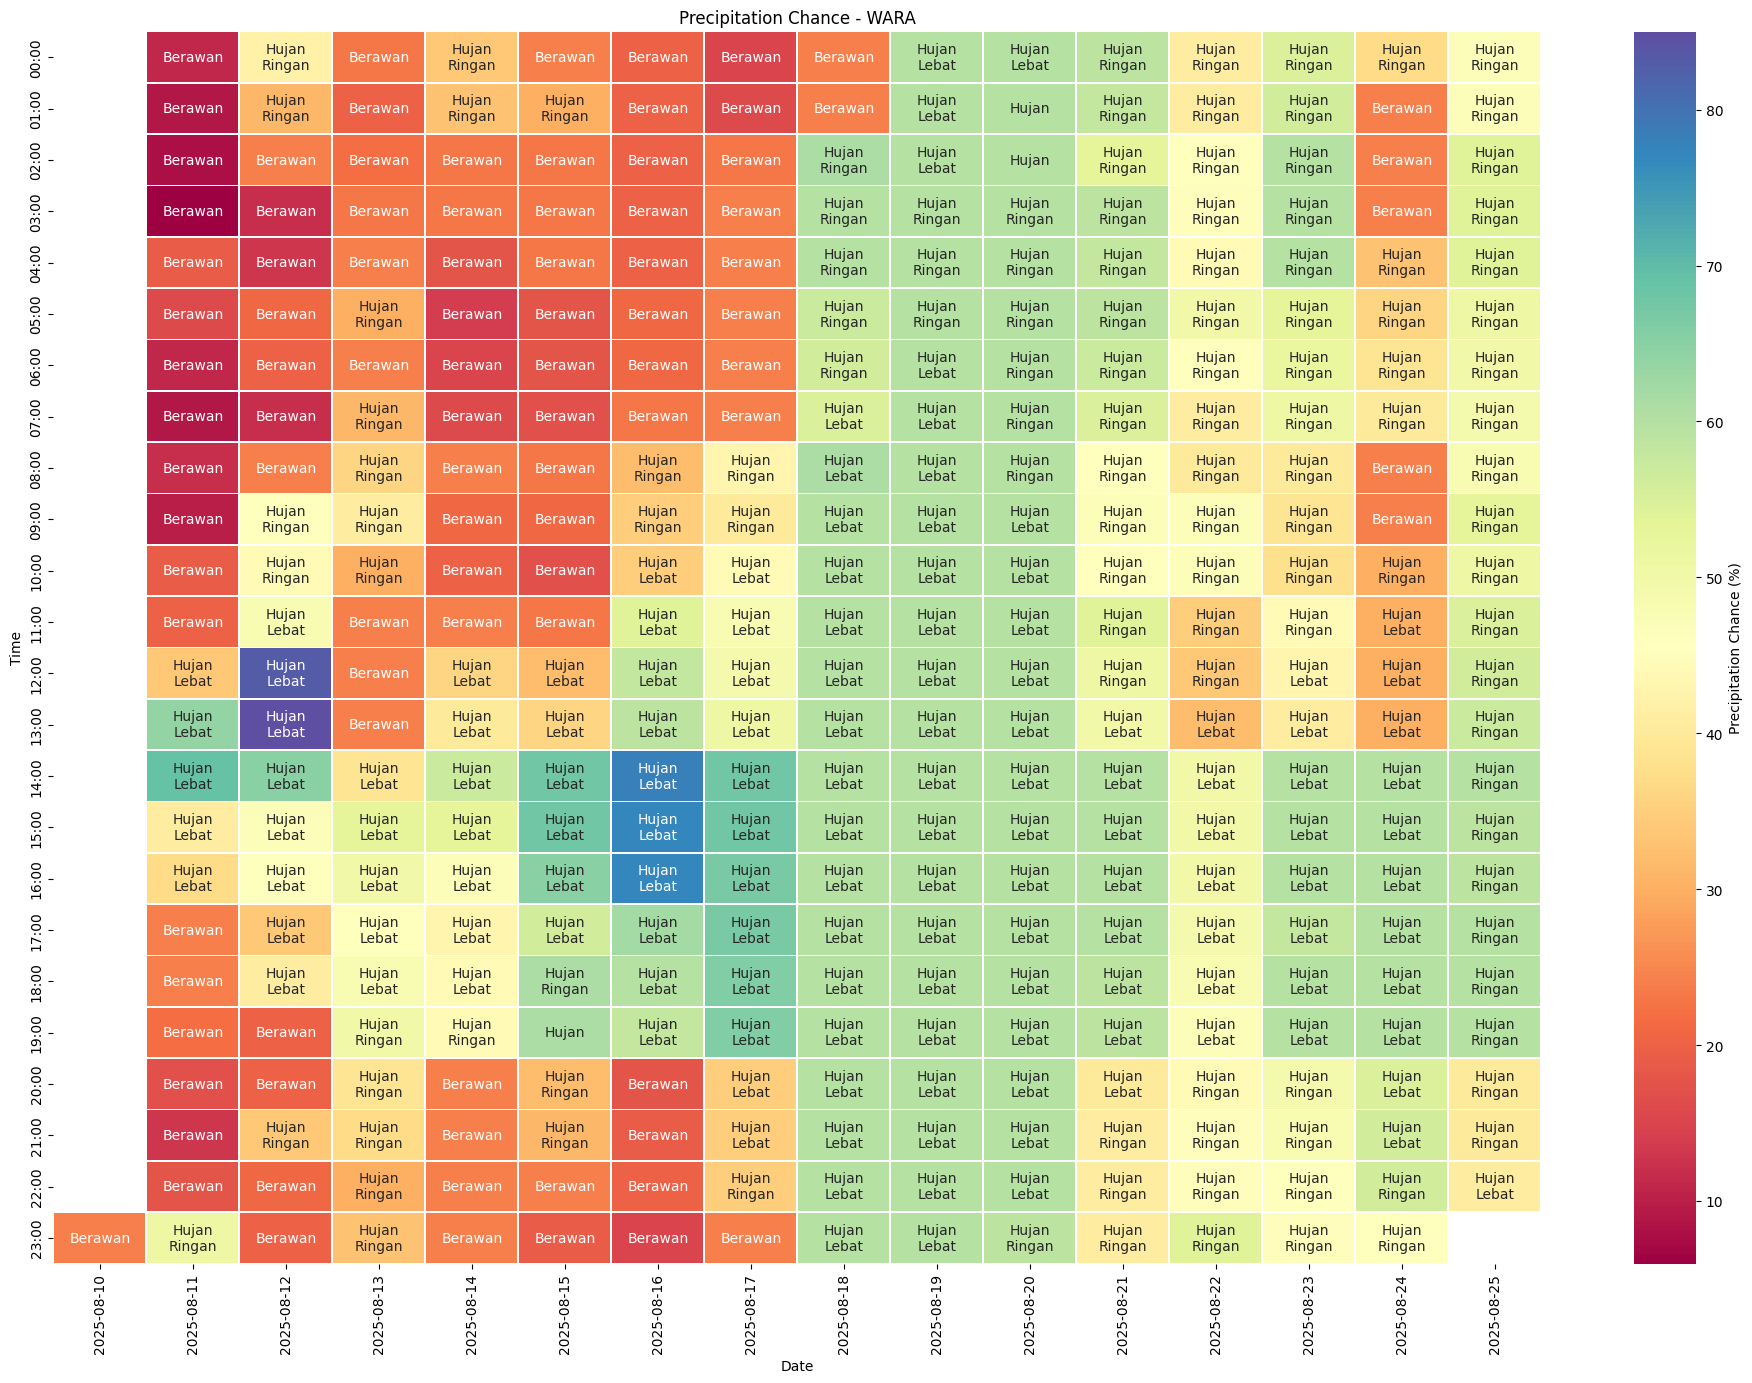 Precipitation Chance - WARA
00:00 Berawan Hujan Ringan Berawan Hujan Ringan Berawan Berawan Berawan Berawan Hujan Lebat Hujan Lebat Hujan Ringan Hujan Ringan Hujan Ringan Hujan Ringan Hujan Ringan
01:00 Berawan Hujan Ringan Berawan Hujan Ringan Hujan Ringan Berawan Berawan Berawan Hujan Lebat Hujan Hujan Ringan Hujan Ringan Hujan Ringan Berawan Hujan Ringan
02:00 Berawan Berawan Berawan Berawan Berawan Berawan Berawan Hujan Ringan Hujan Lebat Hujan Hujan Ringan Hujan Ringan Hujan Ringan Berawan Hujan Ringan
03:00 Berawan Berawan Berawan Berawan Berawan Berawan Berawan Hujan Ringan Hujan Ringan Hujan Ringan Hujan Ringan Hujan Ringan Hujan Ringan Berawan Hujan Ringan
04:00 Berawan Berawan Berawan Berawan Berawan Berawan Berawan Hujan Ringan Hujan Ringan Hujan Ringan Hujan Ringan Hujan Ringan Hujan Ringan Hujan Ringan Hujan Ringan
05:00 Berawan Berawan Hujan Ringan Berawan Berawan Berawan Berawan Hujan Ringan Hujan Ringan Hujan Ringan Hujan Ringan Hujan Ringan Hujan Ringan Hujan Ringan Hujan Ringan
06:00 Berawan Berawan Berawan Berawan Berawan Berawan Berawan Hujan Ringan Hujan Lebat Hujan Ringan Hujan Ringan Hujan Ringan Hujan Ringan Hujan Ringan Hujan Ringan
07:00 Berawan Berawan Hujan Ringan Berawan Berawan Berawan Berawan Hujan Lebat Hujan Lebat Hujan Ringan Hujan Ringan Hujan Ringan Hujan Ringan Hujan Ringan Hujan Ringan
08:00 Berawan Berawan Hujan Ringan Berawan Berawan Hujan Ringan Hujan Ringan Hujan Lebat Hujan Lebat Hujan Ringan Hujan Ringan Hujan Ringan Hujan Ringan Berawan Hujan Ringan
09:00 Berawan Hujan Ringan Hujan Ringan Berawan Berawan Hujan Ringan Hujan Ringan Hujan Lebat Hujan Lebat Hujan Lebat Hujan Ringan Hujan Ringan Hujan Ringan Berawan Hujan Ringan
10:00 Berawan Hujan Ringan Hujan Ringan Berawan Berawan Hujan Lebat Hujan Lebat Hujan Lebat Hujan Lebat Hujan Lebat Hujan Ringan Hujan Ringan Hujan Ringan Hujan Ringan Hujan Ringan
11:00 Berawan Hujan Lebat Berawan Berawan Berawan Hujan Lebat Hujan Lebat Hujan Lebat Hujan Lebat Hujan Lebat Hujan Ringan Hujan Ringan Hujan Ringan Hujan Lebat Hujan Ringan
12:00 Hujan Lebat Hujan Lebat Berawan Hujan Lebat Hujan Lebat Hujan Lebat Hujan Lebat Hujan Lebat Hujan Lebat Hujan Lebat Hujan Ringan Hujan Ringan Hujan Lebat Hujan Lebat Hujan Ringan
13:00 Hujan Lebat Hujan Lebat Berawan Hujan Lebat Hujan Lebat Hujan Lebat Hujan Lebat Hujan Lebat Hujan Lebat Hujan Lebat Hujan Lebat Hujan Lebat Hujan Lebat Hujan Lebat Hujan Ringan
14:00 Hujan Lebat Hujan Lebat Hujan Lebat Hujan Lebat Hujan Lebat Hujan Lebat Hujan Lebat Hujan Lebat Hujan Lebat Hujan Lebat Hujan Lebat Hujan Lebat Hujan Lebat Hujan Lebat Hujan Ringan
15:00 Hujan Lebat Hujan Lebat Hujan Lebat Hujan Lebat Hujan Lebat Hujan Lebat Hujan Lebat Hujan Lebat Hujan Lebat Hujan Lebat Hujan Lebat Hujan Lebat Hujan Lebat Hujan Lebat Hujan Ringan
16:00 Hujan Lebat Hujan Lebat Hujan Lebat Hujan Lebat Hujan Lebat Hujan Lebat Hujan Lebat Hujan Lebat Hujan Lebat Hujan Lebat Hujan Lebat Hujan Lebat Hujan Lebat Hujan Lebat Hujan Ringan
17:00 Berawan Hujan Lebat Hujan Lebat Hujan Lebat Hujan Lebat Hujan Lebat Hujan Lebat Hujan Lebat Hujan Lebat Hujan Lebat Hujan Lebat Hujan Lebat Hujan Lebat Hujan Lebat Hujan Ringan
18:00 Berawan Hujan Lebat Hujan Lebat Hujan Lebat Hujan Ringan Hujan Lebat Hujan Lebat Hujan Lebat Hujan Lebat Hujan Lebat Hujan Lebat Hujan Lebat Hujan Lebat Hujan Lebat Hujan Ringan
19:00 Berawan Berawan Hujan Ringan Hujan Ringan Hujan Hujan Lebat Hujan Lebat Hujan Lebat Hujan Lebat Hujan Lebat Hujan Lebat Hujan Lebat Hujan Lebat Hujan Lebat Hujan Ringan
20:00 Berawan Berawan Hujan Ringan Berawan Hujan Ringan Berawan Hujan Lebat Hujan Lebat Hujan Lebat Hujan Lebat Hujan Lebat Hujan Ringan Hujan Ringan Hujan Lebat Hujan Ringan
21:00 Berawan Hujan Ringan Hujan Ringan Berawan Hujan Ringan Berawan Hujan Lebat Hujan Lebat Hujan Lebat Hujan Lebat Hujan Ringan Hujan Ringan Hujan Ringan Hujan Lebat Hujan Ringan
22:00 Berawan Berawan Hujan Ringan Berawan Berawan Berawan Hujan Ringan Hujan Lebat Hujan Lebat Hujan Lebat Hujan Ringan Hujan Ringan Hujan Ringan Hujan Ringan Hujan Lebat
23:00 Berawan Hujan Ringan Berawan Hujan Ringan Berawan Berawan Berawan Berawan Hujan Lebat Hujan Lebat Hujan Ringan Hujan Ringan Hujan Ringan Hujan Ringan Hujan Ringan
Time
2025-08-10 2025-08-11 2025-08-12 2025-08-13 2025-08-14 2025-08-15 2025-08-16 2025-08-17 2025-08-18 2025-08-19 2025-08-20 2025-08-21 2025-08-22 2025-08-23 2025-08-24 2025-08-25
Date
80
70
60
50
40
30
20
10
Precipitation Chance (%)